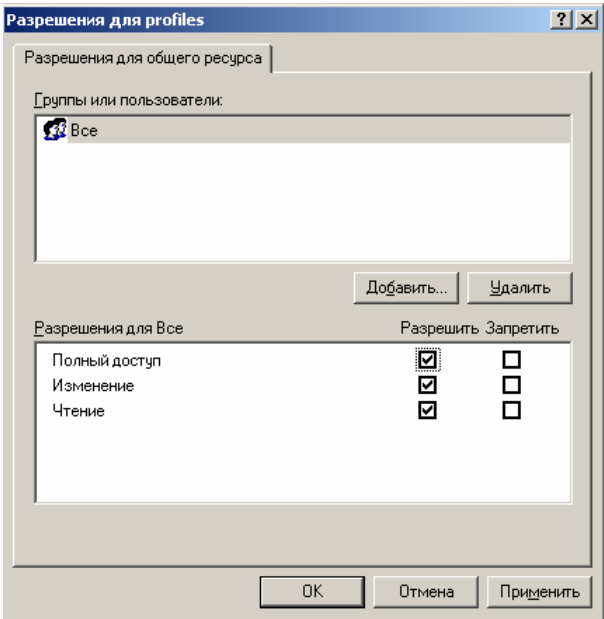 Разрешения для profiles
Разрешения для общего ресурса
Группы или пользователи:
Все
Добавить... Удалить
Разрешения для Все Разрешить Запретить
Полный доступ
Изменение
Чтение
OK Отмена Применить